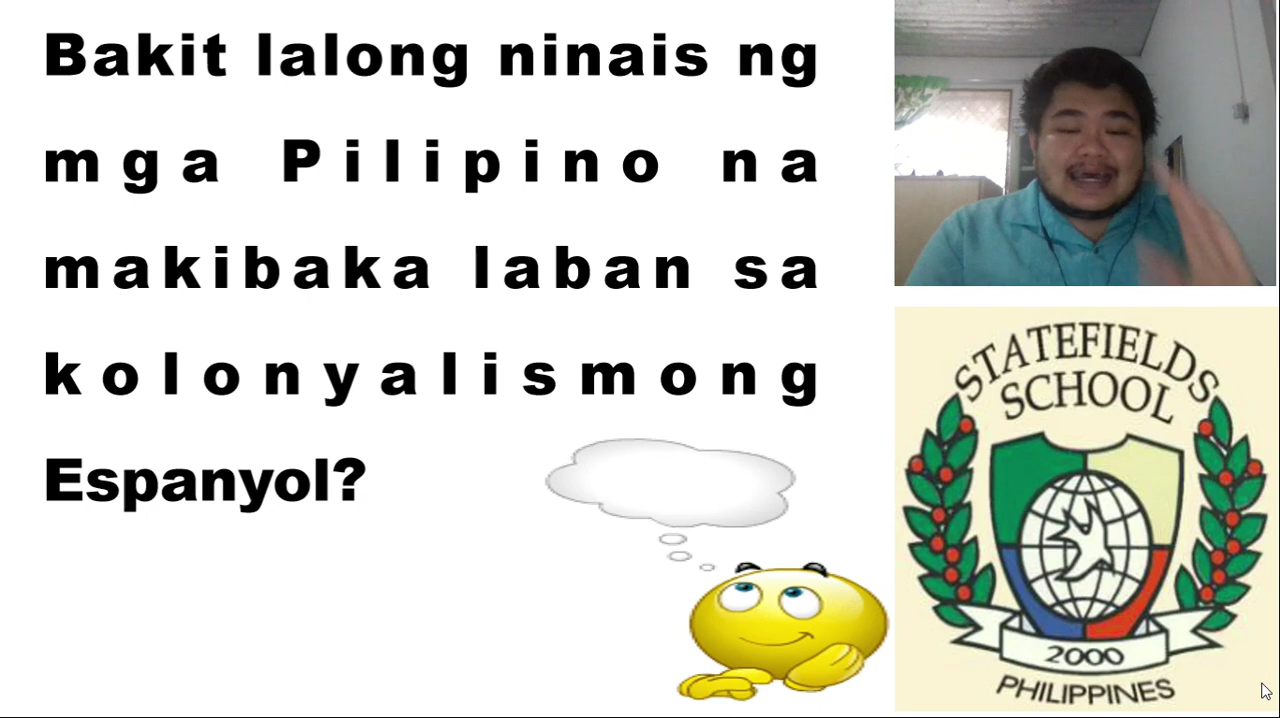 Bakit lalong ninais ng
mga Pilipino na
makibaka laban sa
kolonyalismong
Espanyol?
STATEFIELDS
SCHOOL
2000
PHILIPPINES